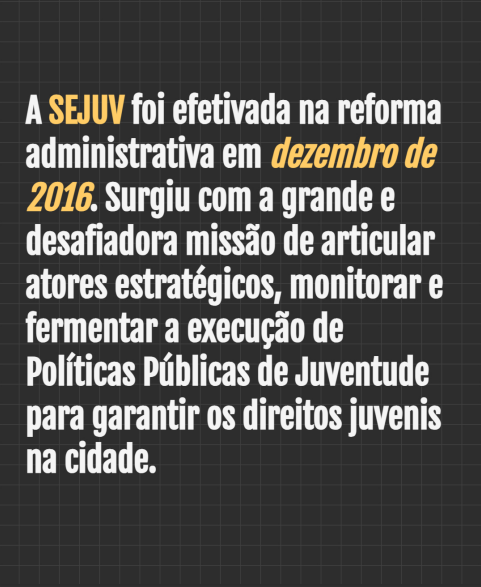 A SEJUV foi efetivada na reforma
administrativa em dezembro de
2016. Surgiu com a grande e
desafiadora missão de articular
atores estratégicos, monitorar e
fermentar a execução de
Políticas Públicas de Juventude
para garantir os direitos juvenis
na cidade.